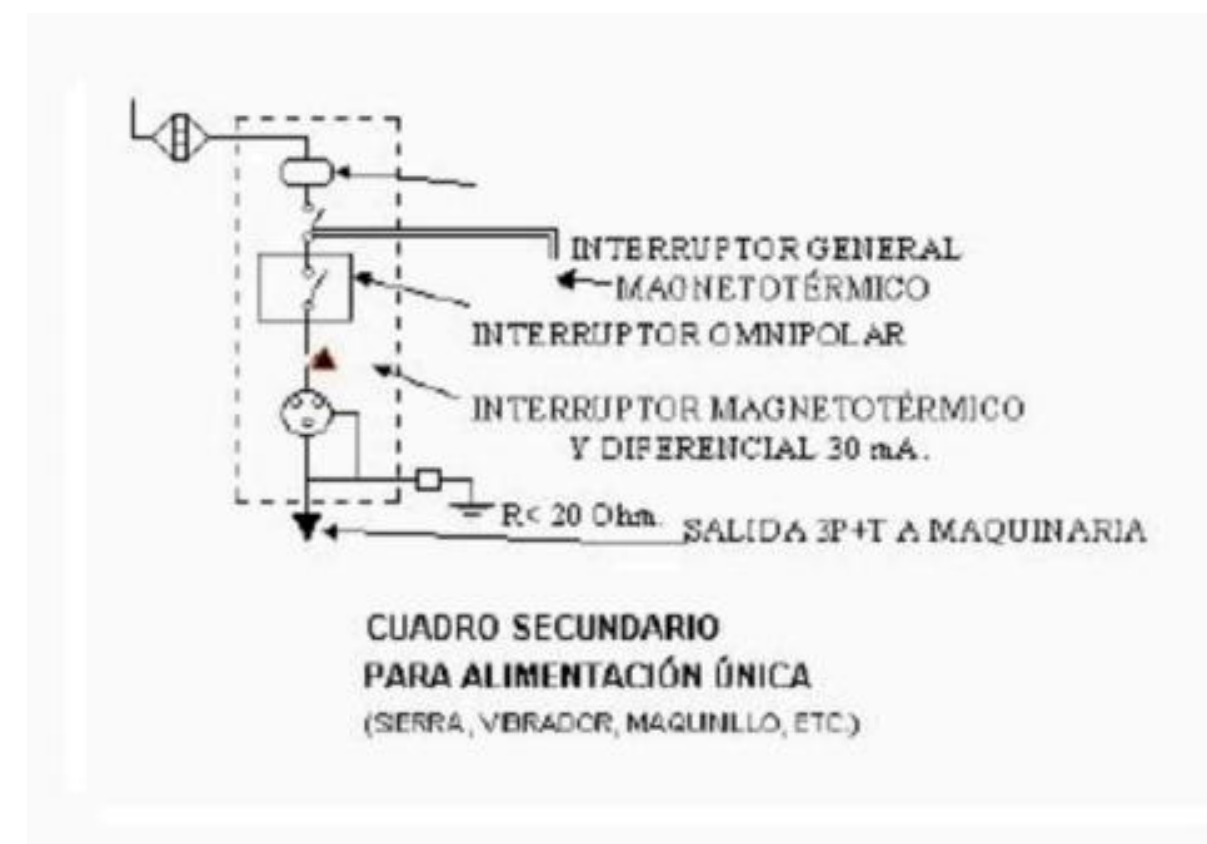 INTERRUPTOR GENERAL
MAGNETOTÉRMICO
INTERRUPTOR OMNIPOLAR
INTERRUPTOR MAGNETOTÉRMICO
Y DIFERENCIAL 30 mA.
R< 20 Ohm.
SALIDA 3P+T A MAQUINARIA
CUADRO SECUNDARIO
PARA ALIMENTACIÓN ÚNICA
(SIERRA, VIBRADOR, MAQUINILLO, ETC.)